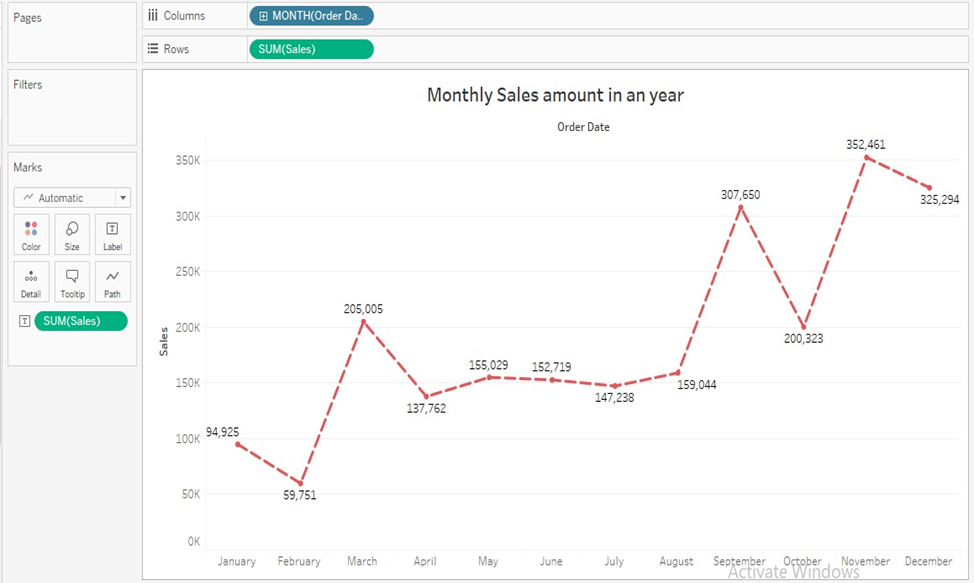 Pages
Columns
MONTH(Order Da..
Rows
SUM(Sales)
Filters
Marks
Automatic
Color
Size
Label
Detail
Tooltip
Path
SUM(Sales)
Monthly Sales amount in an year
Order Date
Sales
350K
300K
250K
200K
150K
100K
50K
0K
94,925
59,751
205,005
137,762
155,029
152,719
147,238
159,044
307,650
200,323
352,461
325,294
January February March April May June July August September October November December
Activate Windows